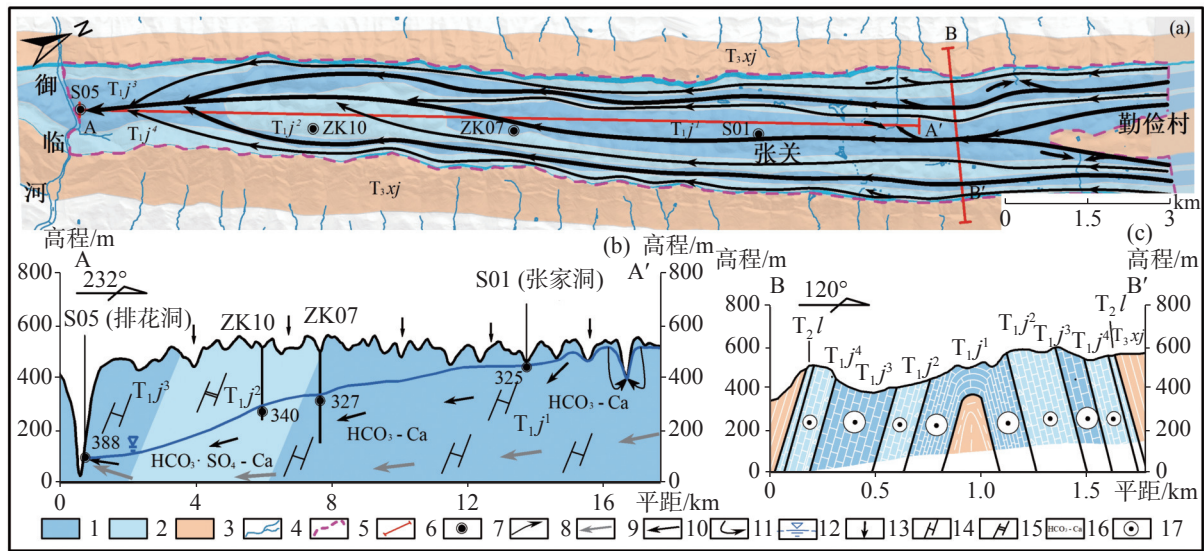 (a)
N
B
T₃xj
御
临
河
S05
A
T₁j³
T₁j⁴
T₁j²
ZK10
ZK07
T₁j¹
S01
张关
A′
勤俭村
T₃xj
B′
0 1.5 3
km
(b)
高程/m
A
232°
S05 (排花洞)
ZK10
ZK07
S01 (张家洞)
高程/m
A′
800
600
400
200
0
T₁j³
T₁j²
T₁j¹
388
340
327
325
HCO₃·SO₄-Ca
HCO₃-Ca
HCO₃-Ca
800
600
400
200
0
0 4 8 12 16
平距/km
(c)
高程/m
B
120°
高程/m
B′
800
600
400
200
0
T₂l
T₁j⁴
T₁j³
T₁j²
T₁j¹
T₁j²
T₁j³
T₁j⁴
T₂l
T₃xj
800
600
400
200
0
0 0.5 1.0 1.5
平距/km
1 2 3 4 5 6 7 8 9 10 11 12 13 14 15 HCO₃-Ca 16 17